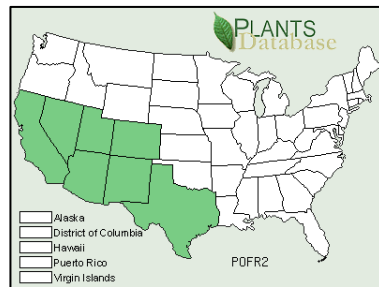 PLANTS
Database
Alaska
District of Columbia
Hawaii
Puerto Rico
Virgin Islands
POFR2